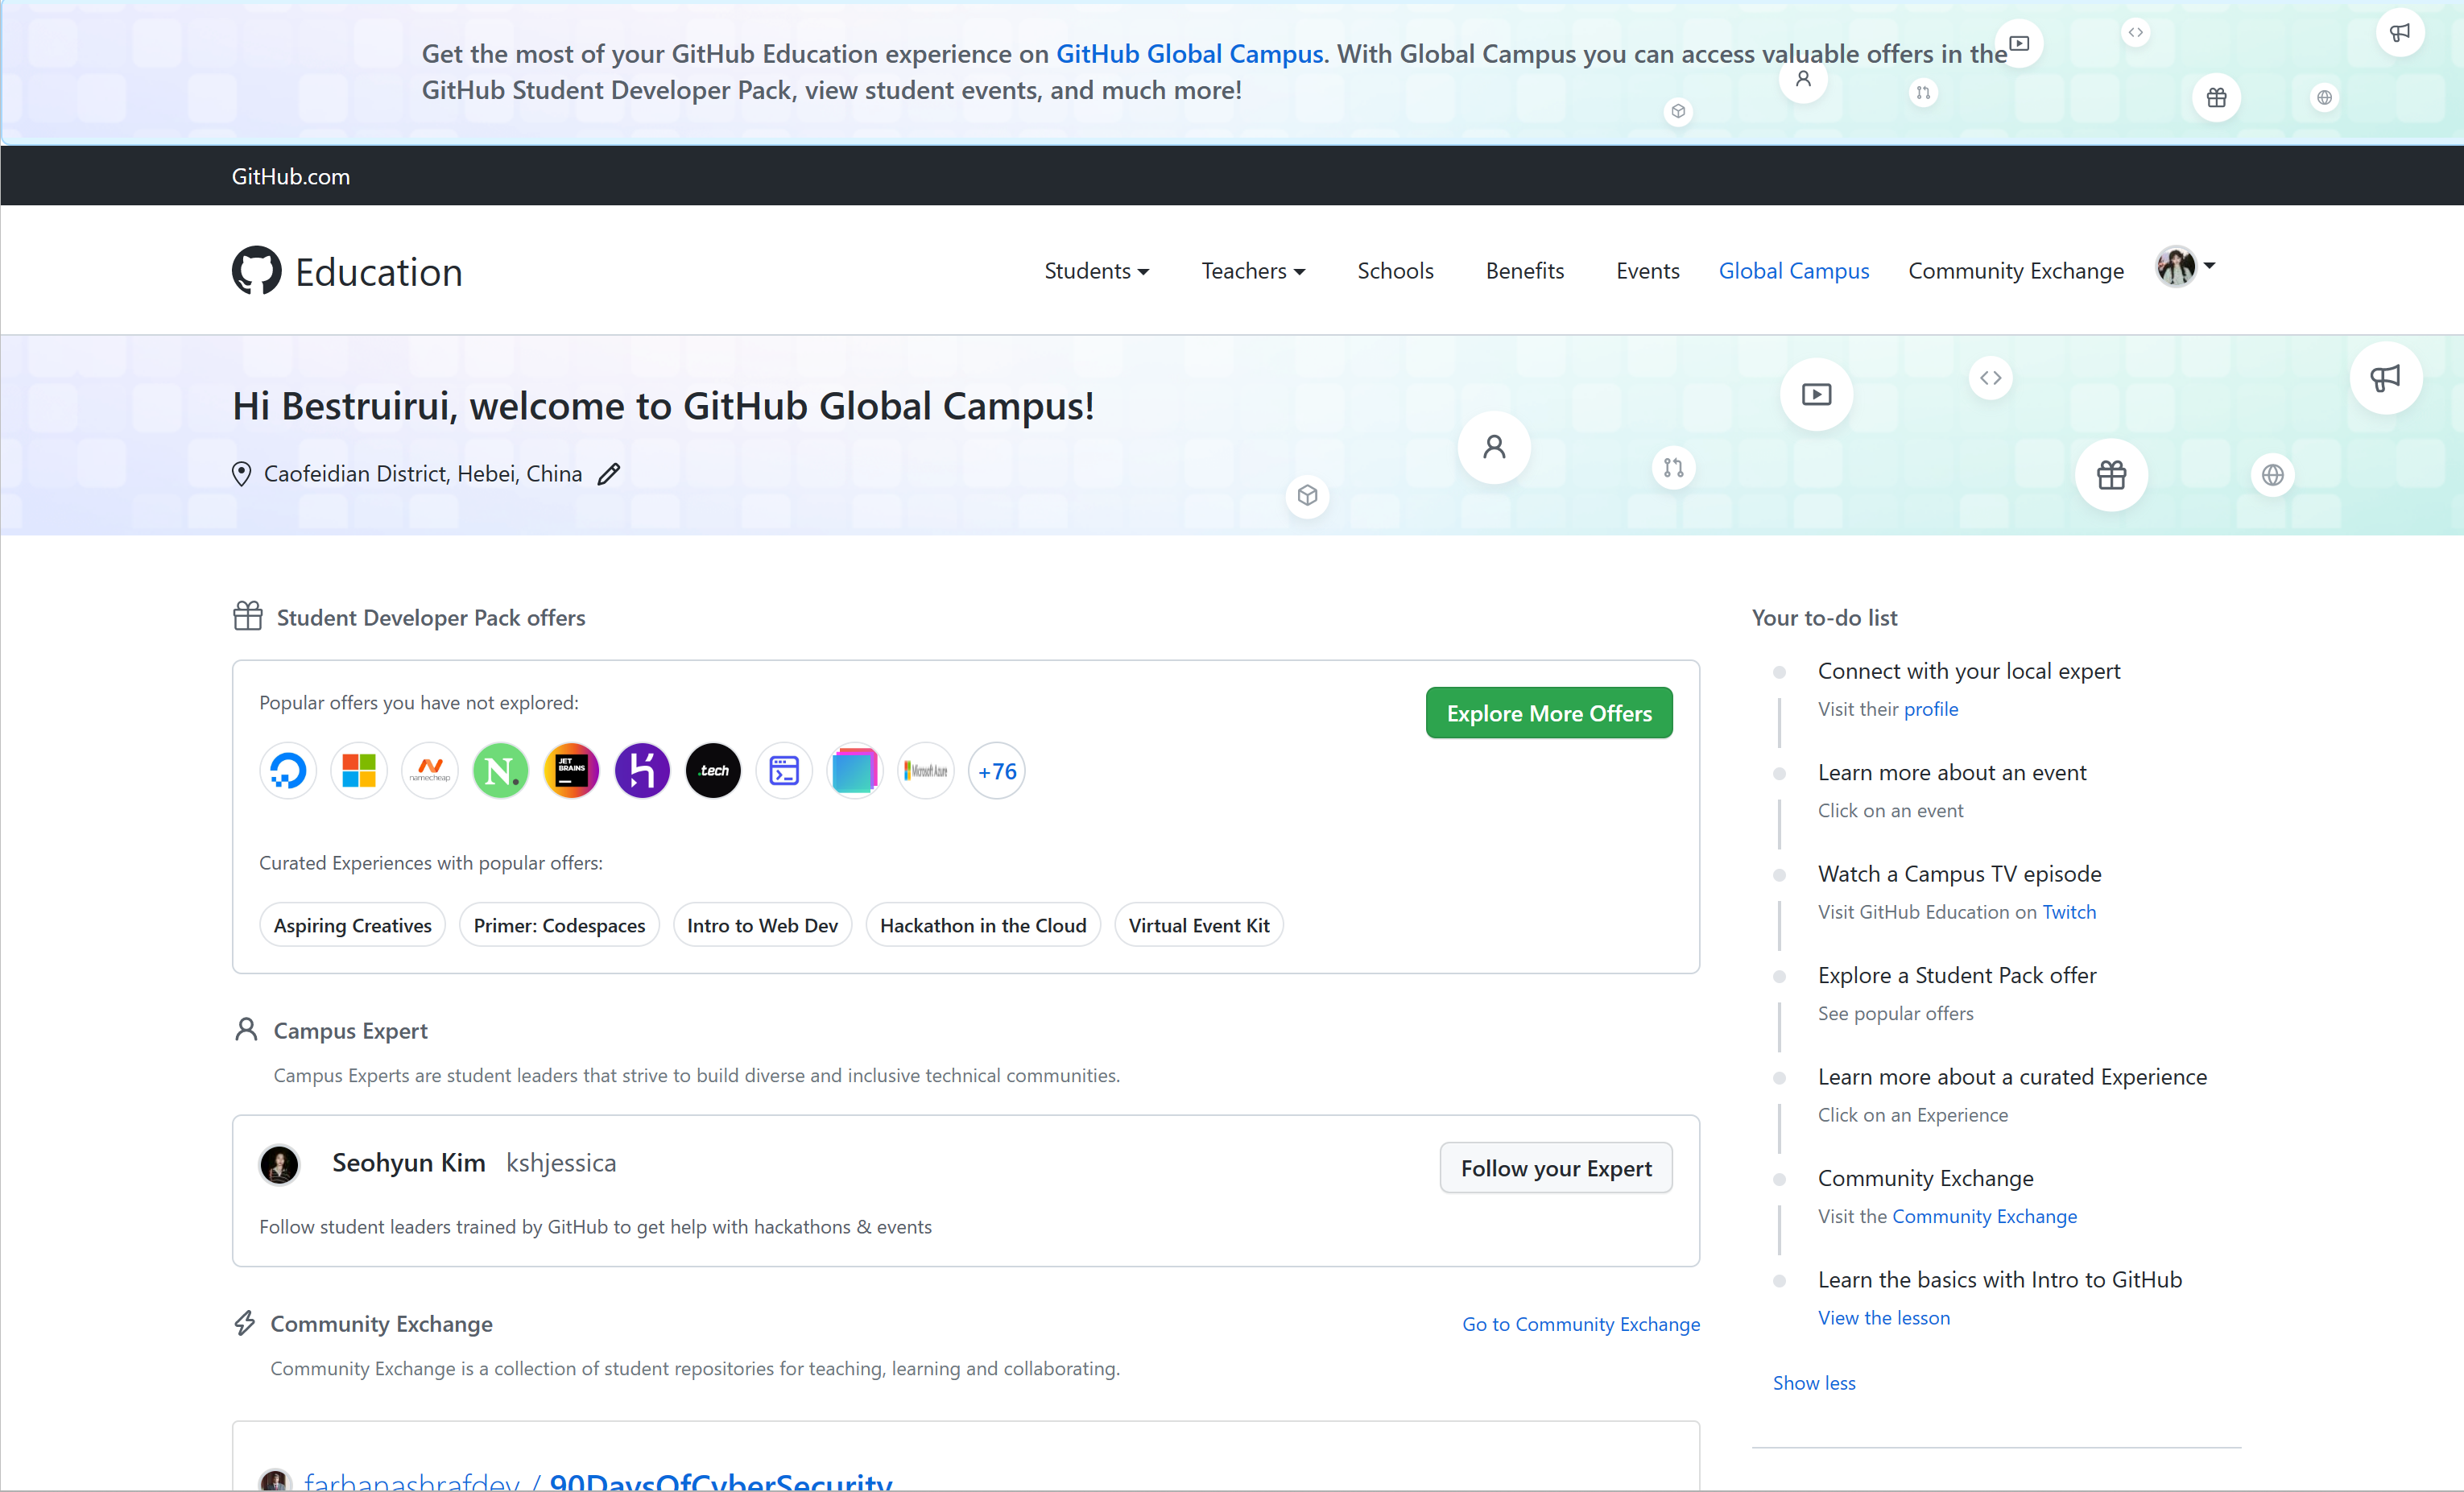 Get the most of your GitHub Education experience on GitHub Global Campus. With Global Campus you can access valuable offers in the
GitHub Student Developer Pack, view student events, and much more!
GitHub.com
Education
Students
Teachers
Schools
Benefits
Events
Global Campus
Community Exchange
Hi Bestruirui, welcome to GitHub Global Campus!
Caofeidian District, Hebei, China
Student Developer Pack offers
Popular offers you have not explored:
Explore More Offers
namecheap
N.
JET
BRAINS
.tech
Microsoft Azure
+76
Curated Experiences with popular offers:
Aspiring Creatives
Primer: Codespaces
Intro to Web Dev
Hackathon in the Cloud
Virtual Event Kit
Campus Expert
Campus Experts are student leaders that strive to build diverse and inclusive technical communities.
Seohyun Kim kshjessica
Follow your Expert
Follow student leaders trained by GitHub to get help with hackathons & events
Community Exchange
Go to Community Exchange
Community Exchange is a collection of student repositories for teaching, learning and collaborating.
farhanashrafdev / 90DaysOfCyberSecurity
Your to-do list
Connect with your local expert
Visit their profile
Learn more about an event
Click on an event
Watch a Campus TV episode
Visit GitHub Education on Twitch
Explore a Student Pack offer
See popular offers
Learn more about a curated Experience
Click on an Experience
Community Exchange
Visit the Community Exchange
Learn the basics with Intro to GitHub
View the lesson
Show less